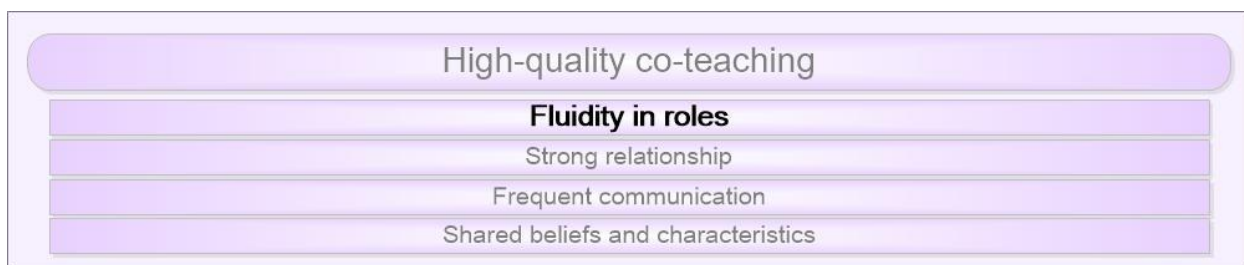 High-quality co-teaching
Fluidity in roles
Strong relationship
Frequent communication
Shared beliefs and characteristics